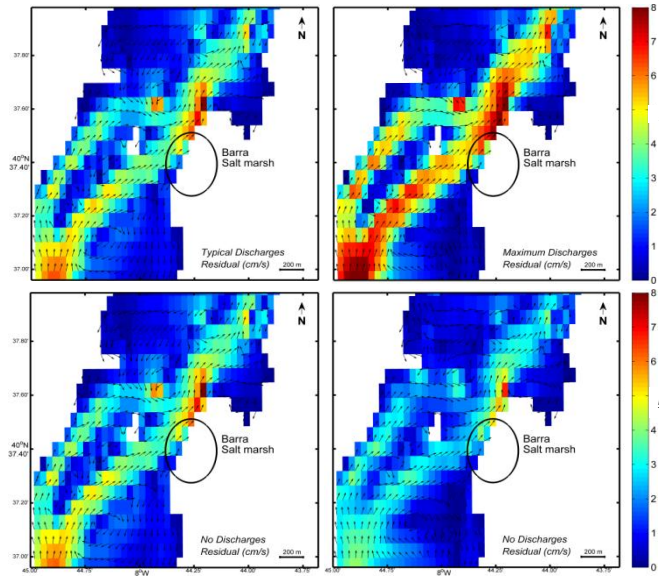 N
37.80'
37.60'
Barra
Salt marsh
40°N
37.40'
37.20'
Typical Discharges
Residual (cm/s)
200 m
37.00'
N
Barra
Salt marsh
Maximum Discharges
Residual (cm/s)
200 m
8
7
6
5
4
3
2
1
0
N
37.80'
37.60'
Barra
Salt marsh
40°N
37.40'
37.20'
No Discharges
Residual (cm/s)
200 m
37.00'
45.00 44.75 8°W 44.25 44.00
N
Barra
Salt marsh
No Discharges
Residual (cm/s)
200 m
45.00 44.75 8°W 44.25 44.00
8
7
6
5
4
3
2
1
0